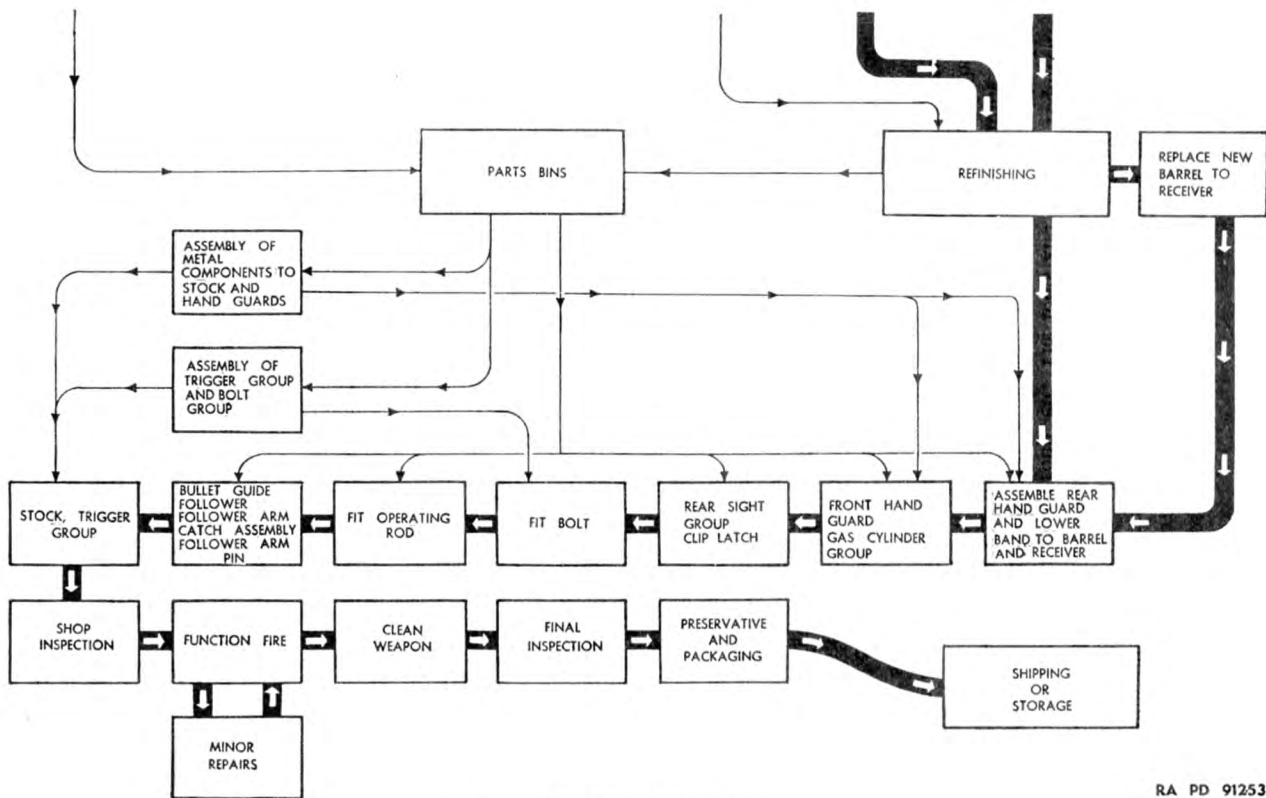 PARTS BINS
REFINISHING
REPLACE NEW
BARREL TO
RECEIVER
ASSEMBLY OF
METAL
COMPONENTS TO
STOCK AND
HAND GUARDS
ASSEMBLY OF
TRIGGER GROUP
AND BOLT
GROUP
STOCK, TRIGGER
GROUP
BULLET GUIDE
FOLLOWER
FOLLOWER ARM
CATCH ASSEMBLY
FOLLOWER ARM
PIN
FIT OPERATING
ROD
FIT BOLT
REAR SIGHT
GROUP
CLIP LATCH
FRONT HAND
GUARD
GAS CYLINDER
GROUP
ASSEMBLE REAR
HAND GUARD
AND LOWER
BAND TO BARREL
AND RECEIVER
SHOP
INSPECTION
FUNCTION FIRE
CLEAN
WEAPON
FINAL
INSPECTION
PRESERVATIVE
AND
PACKAGING
SHIPPING
OR
STORAGE
MINOR
REPAIRS
RA PD 91253